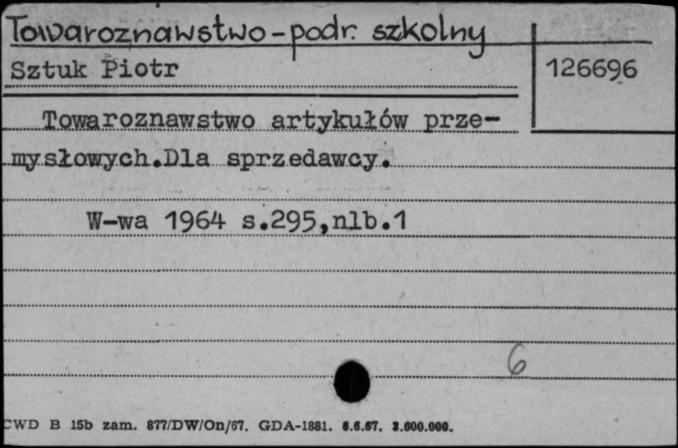 Towaroznawstwo - podr. szkolny
Sztuk Piotr
126696
Towaroznawstwo artykułów prze-
mysłowych.Dla sprzedawcy.
W-wa 1964 s.295,nlb.1
6
CWD B 15b zam. 877/DW/On/67. GDA-1881. 6.6.67. 3.600.000.